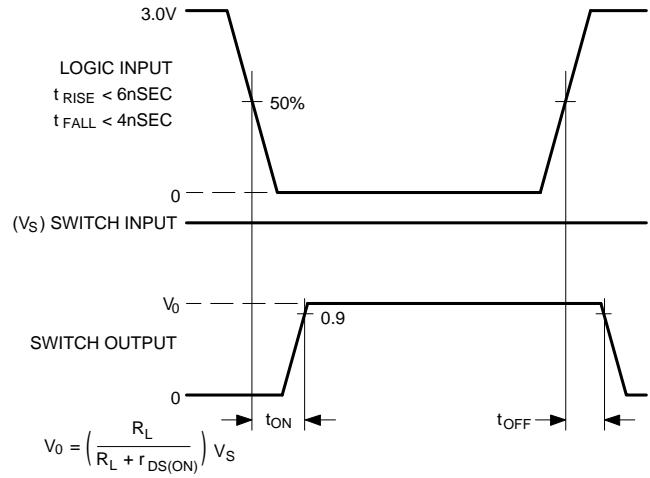 3.0V
LOGIC INPUT
t RISE < 6nSEC
t FALL < 4nSEC
50%
0
(VS) SWITCH INPUT
V0
0.9
SWITCH OUTPUT
0
tON
tOFF
V0 = ( RL / RL + r DS(ON) ) VS